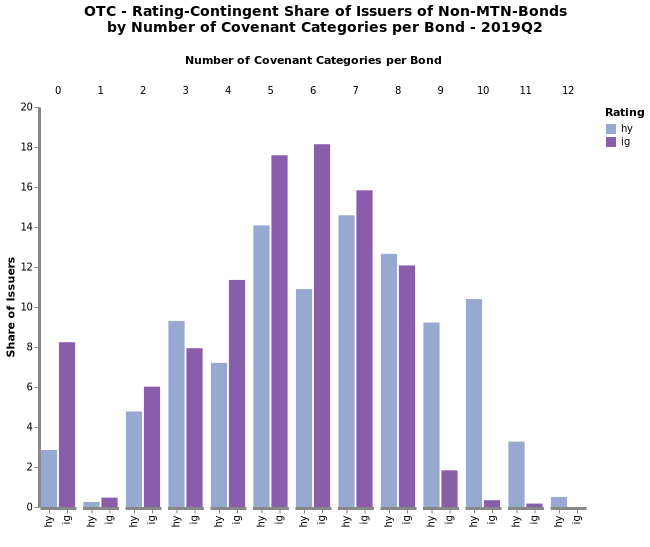 OTC - Rating-Contingent Share of Issuers of Non-MTN-Bonds
by Number of Covenant Categories per Bond - 2019Q2
Number of Covenant Categories per Bond
0 1 2 3 4 5 6 7 8 9 10 11 12
Rating
hy
ig
20
18
16
14
12
10
8
6
4
2
0
Share of Issuers
hy ig hy ig hy ig hy ig hy ig hy ig hy ig hy ig hy ig hy ig hy ig hy ig hy ig